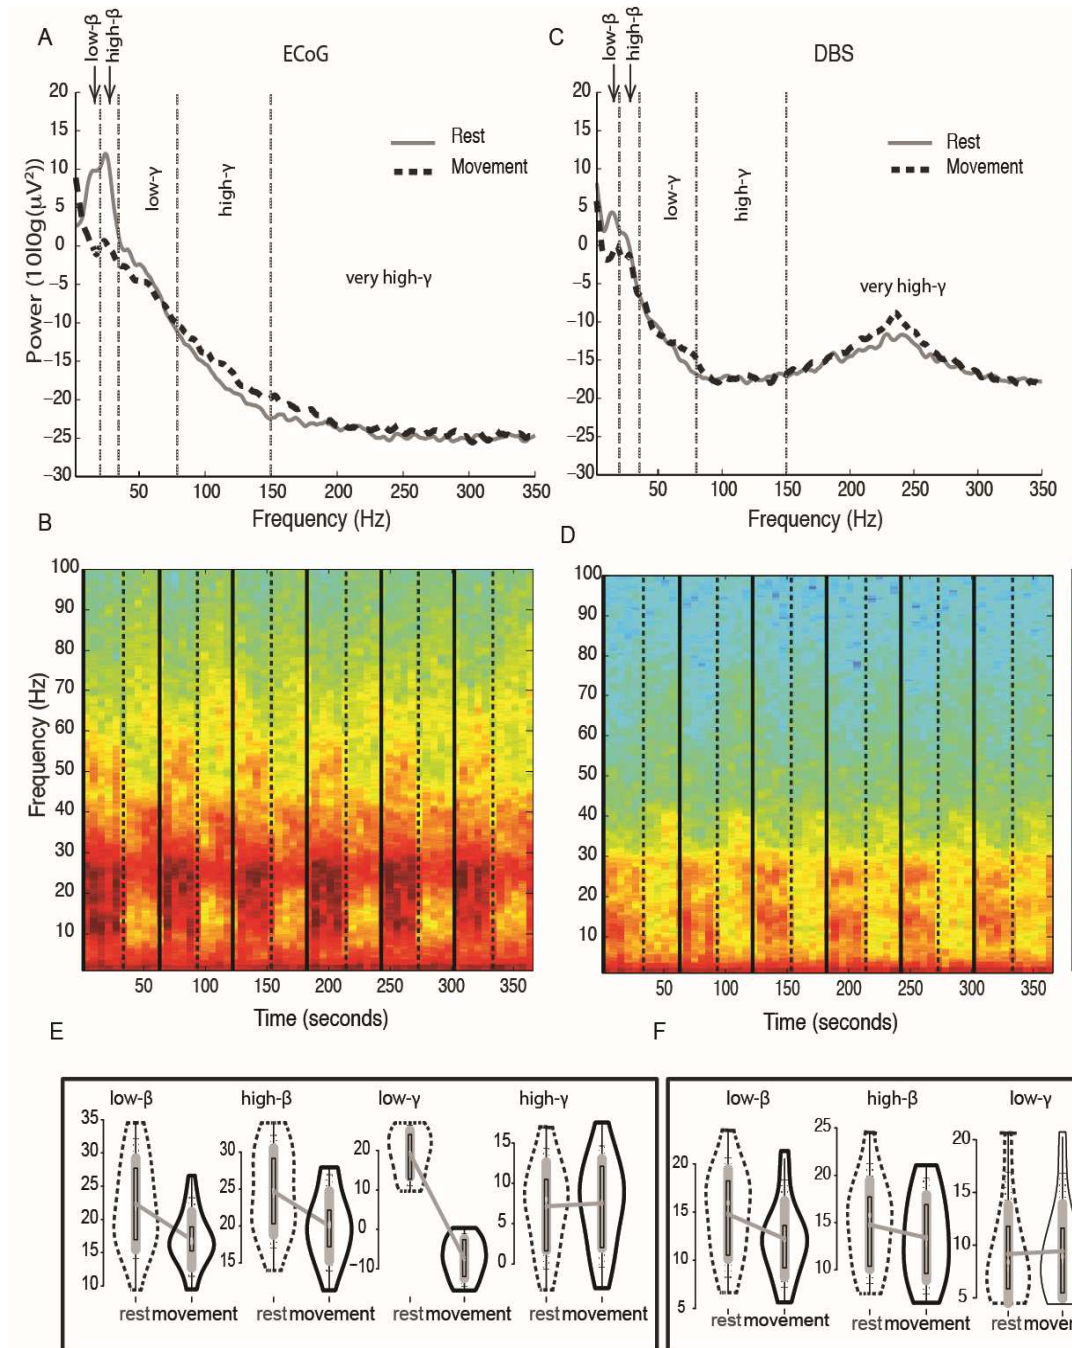 A
low-β
high-β
ECoG
20
15
10
5
0
−5
−10
−15
−20
−25
−30
Power (10l0g(μV²))
Rest
Movement
low-γ
high-γ
very high-γ
50 100 150 200 250 300 350
Frequency (Hz)
C
low-β
high-β
DBS
20
15
10
5
0
−5
−10
−15
−20
−25
−30
Rest
Movement
low-γ
high-γ
very high-γ
50 100 150 200 250 300 350
Frequency (Hz)
B
100
90
80
70
60
50
40
30
20
10
Frequency (Hz)
50 100 150 200 250 300 350
Time (seconds)
D
100
90
80
70
60
50
40
30
20
10
50 100 150 200 250 300 350
Time (seconds)
E
low-β high-β low-γ high-γ
35
30
25
20
15
10
30
25
20
15
20
10
0
−10
15
10
5
0
rest movement rest movement rest movement rest movement
F
low-β high-β low-γ
20
15
10
5
25
20
15
10
20
15
10
5
rest movement rest movement rest movem